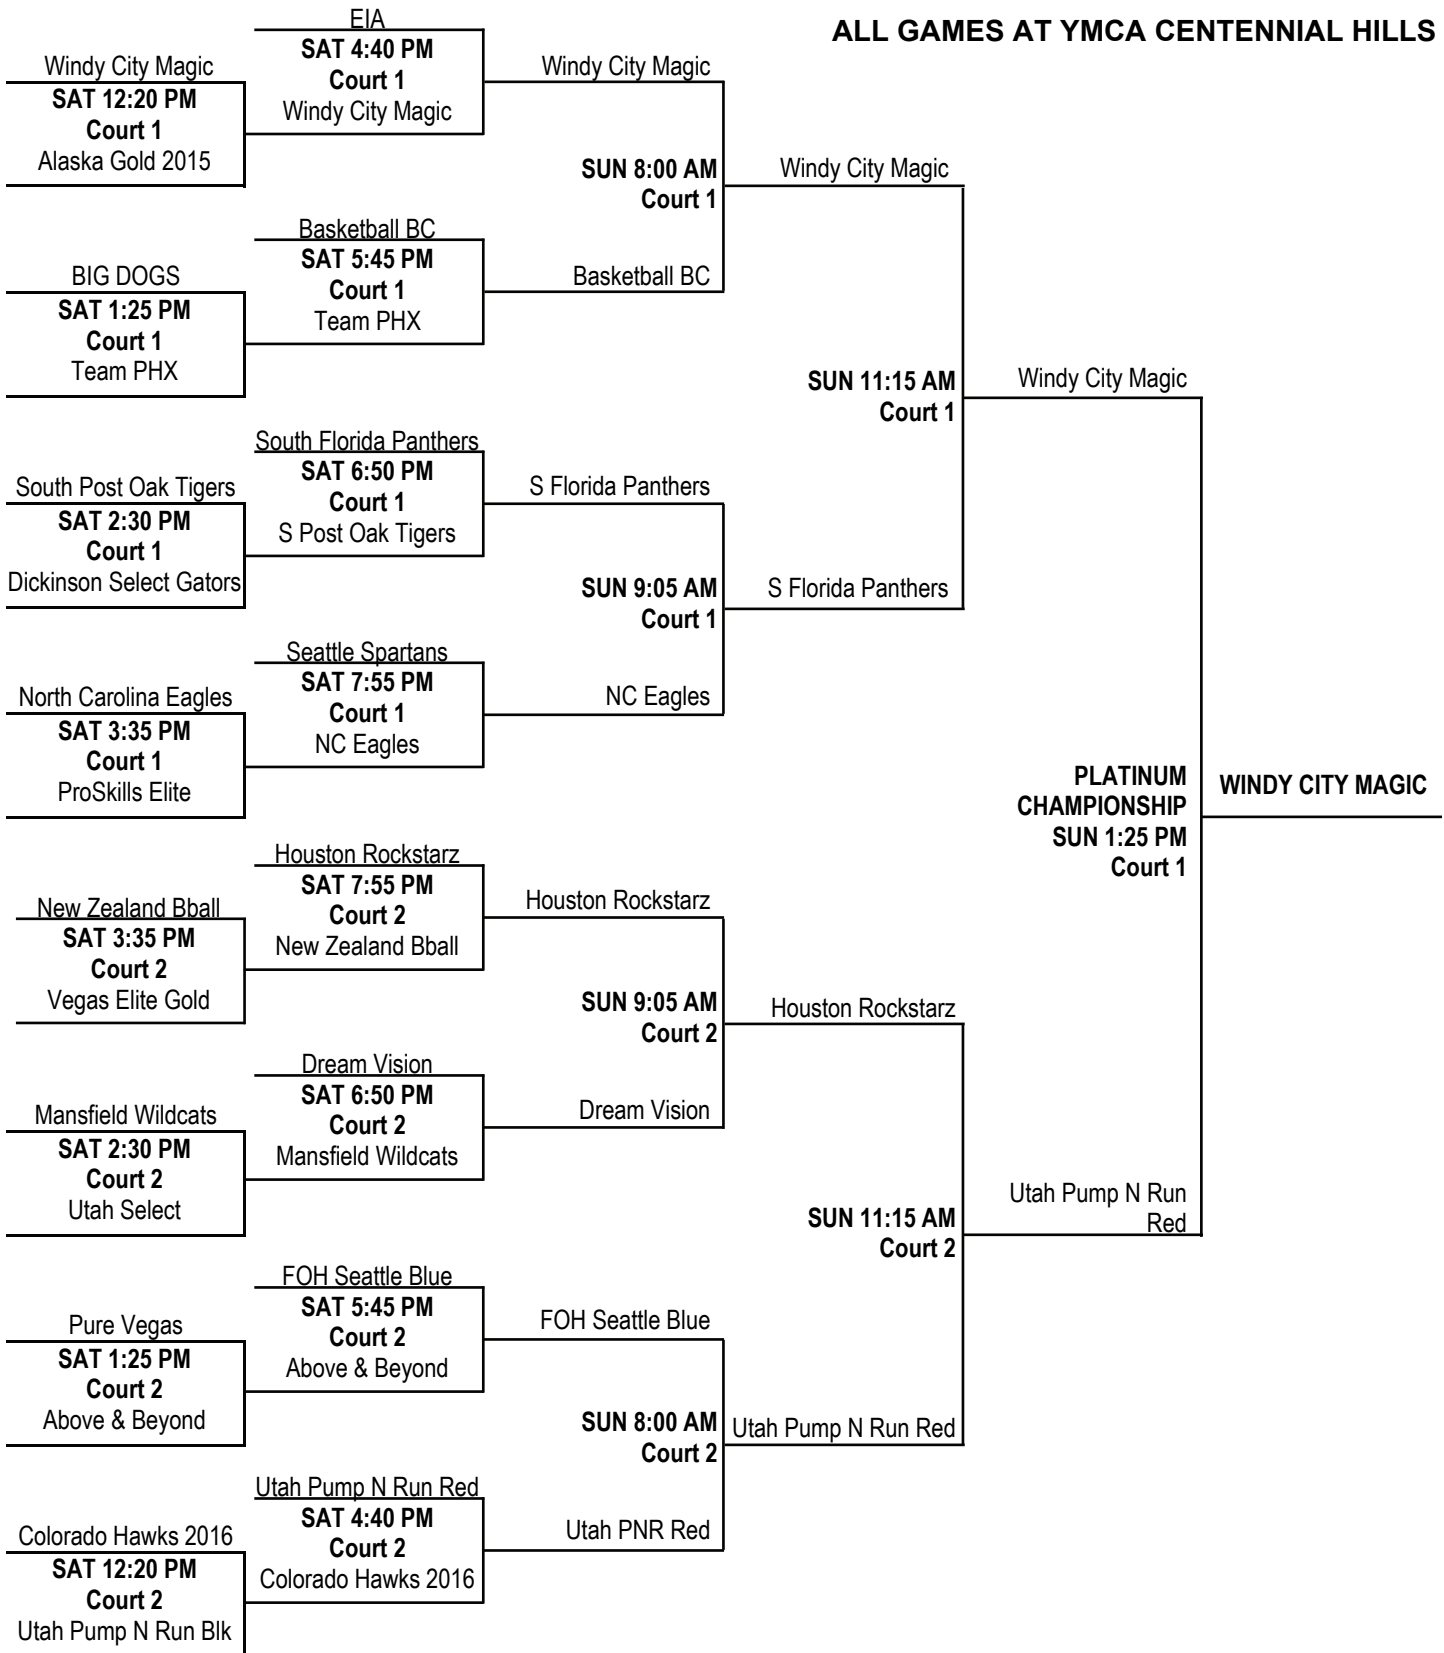 ALL GAMES AT YMCA CENTENNIAL HILLS
Windy City Magic
SAT 12:20 PM
Court 1
Alaska Gold 2015
BIG DOGS
SAT 1:25 PM
Court 1
Team PHX
South Post Oak Tigers
SAT 2:30 PM
Court 1
Dickinson Select Gators
North Carolina Eagles
SAT 3:35 PM
Court 1
ProSkills Elite
New Zealand Bball
SAT 3:35 PM
Court 2
Vegas Elite Gold
Mansfield Wildcats
SAT 2:30 PM
Court 2
Utah Select
Pure Vegas
SAT 1:25 PM
Court 2
Above & Beyond
Colorado Hawks 2016
SAT 12:20 PM
Court 2
Utah Pump N Run Blk
EIA
SAT 4:40 PM
Court 1
Windy City Magic
Basketball BC
SAT 5:45 PM
Court 1
Team PHX
South Florida Panthers
SAT 6:50 PM
Court 1
S Post Oak Tigers
Seattle Spartans
SAT 7:55 PM
Court 1
NC Eagles
Houston Rockstarz
SAT 7:55 PM
Court 2
New Zealand Bball
Dream Vision
SAT 6:50 PM
Court 2
Mansfield Wildcats
FOH Seattle Blue
SAT 5:45 PM
Court 2
Above & Beyond
Utah Pump N Run Red
SAT 4:40 PM
Court 2
Colorado Hawks 2016
Windy City Magic
SUN 8:00 AM
Court 1
Basketball BC
S Florida Panthers
SUN 9:05 AM
Court 1
NC Eagles
Houston Rockstarz
SUN 9:05 AM
Court 2
Dream Vision
FOH Seattle Blue
SUN 8:00 AM
Court 2
Utah PNR Red
Windy City Magic
SUN 11:15 AM
Court 1
S Florida Panthers
Houston Rockstarz
SUN 11:15 AM
Court 2
Utah Pump N Run Red
Windy City Magic
PLATINUM
CHAMPIONSHIP
SUN 1:25 PM
Court 1
Utah Pump N Run
Red
WINDY CITY MAGIC